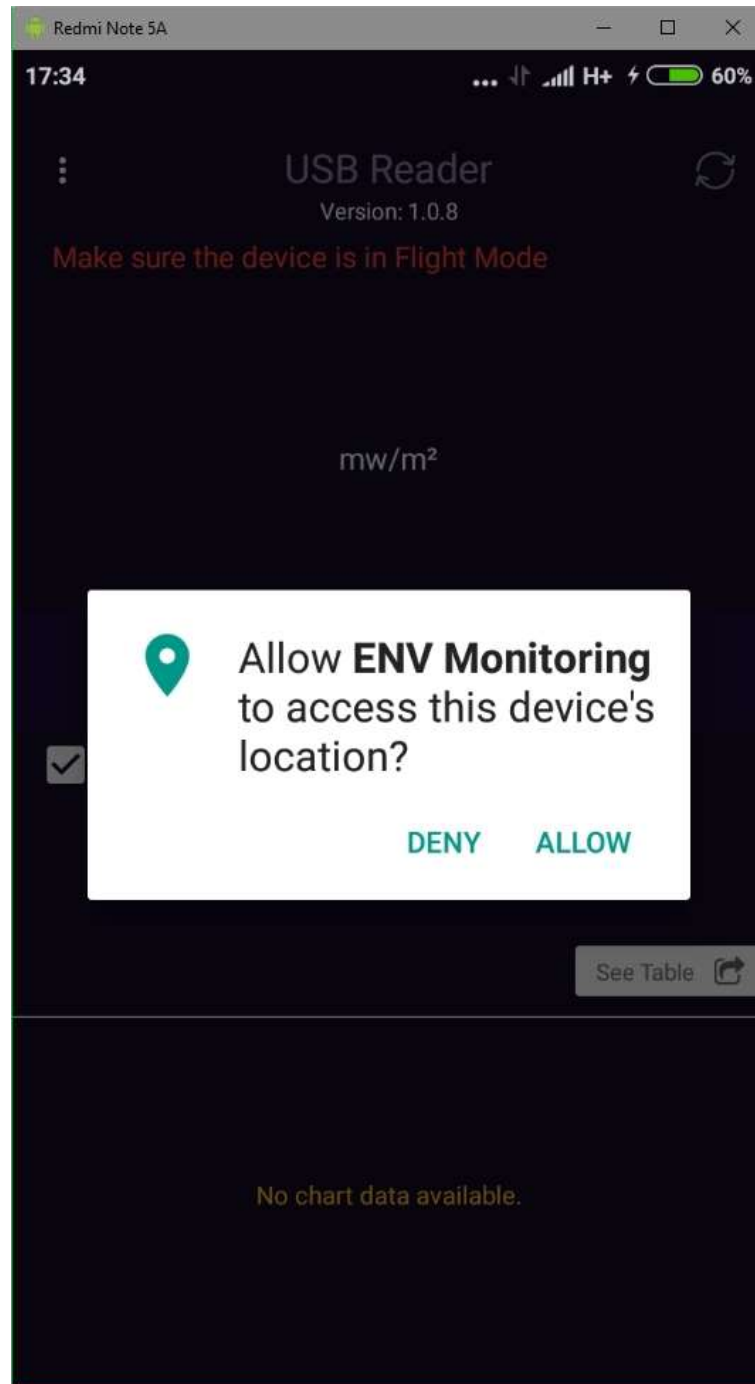 Redmi Note 5A
17:34
... H+ 60%
USB Reader
Version: 1.0.8
Make sure the device is in Flight Mode
mw/m²
Allow ENV Monitoring
to access this device's
location?
DENY ALLOW
See Table
No chart data available.